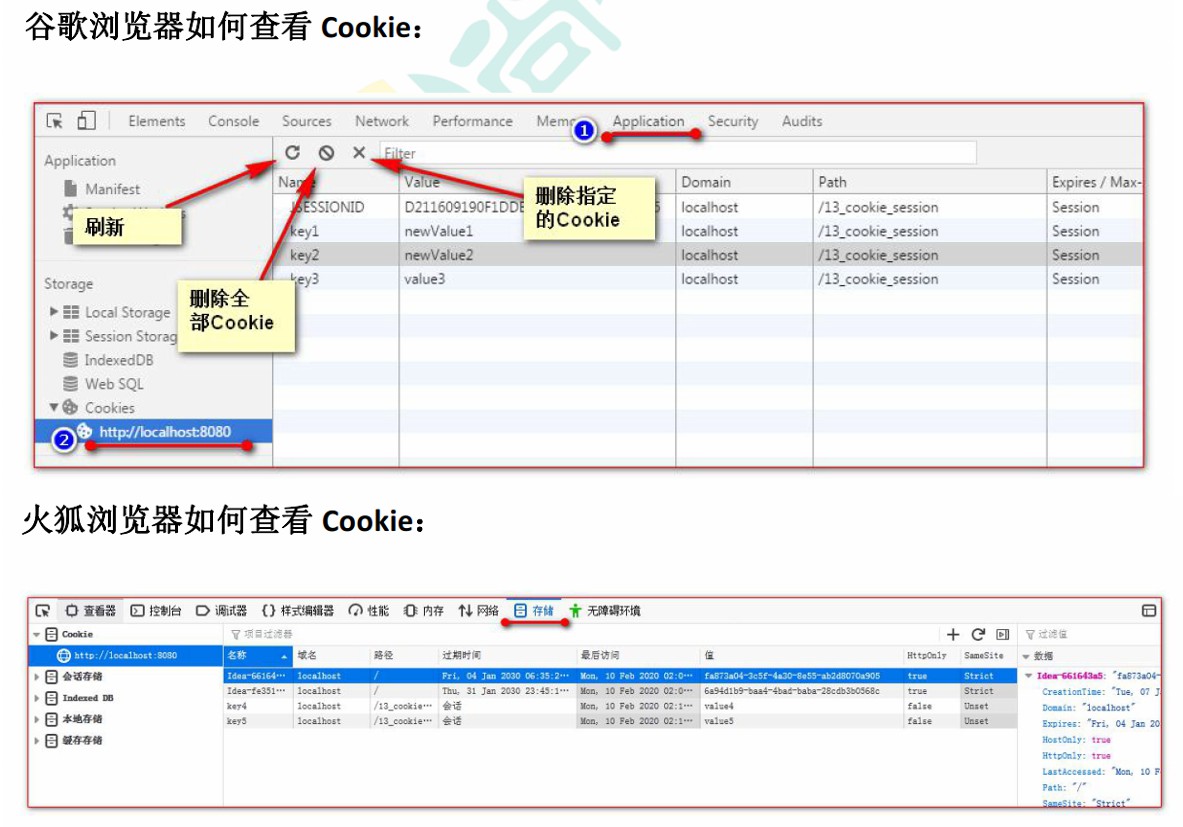 谷歌浏览器如何查看 Cookie：
Elements Console Sources Network Performance Application Security Audits
1
Application
Filter
Manifest
刷新
删除全
部Cookie
删除指定
的Cookie
Name Value Domain Path Expires / Max-
JSESSIONID localhost /13_cookie_session Session
key1 newValue1 localhost /13_cookie_session Session
key2 newValue2 localhost /13_cookie_session Session
key3 value3 localhost /13_cookie_session Session
Storage
Local Storage
Session Storag
IndexedDB
Web SQL
Cookies
2 http://localhost:8080
火狐浏览器如何查看 Cookie：
查看器 控制台 调试器 {} 样式编辑器 性能 内存 网络 存储 无障碍环境
Cookie
http://localhost:8080
会话存储
Indexed DB
本地存储
缓存存储
项目过滤器
名称 域名 路径 过期时间 最后访问 值 HttpOnly SameSite
Idea-66164… localhost / Fri, 04 Jan 2030 06:35:2… Mon, 10 Feb 2020 02:0… fa873a04-3c5f-4a30-8e55-ab2d8070a905 true Strict
Idea-fe351… localhost / Thu, 31 Jan 2030 23:45:1… Mon, 10 Feb 2020 02:0… 6a94d1b9-baa4-4bad-baba-28cdb3b0568c true Strict
key4 localhost /13_cookie… 会话 Mon, 10 Feb 2020 02:1… value4 false Unset
key5 localhost /13_cookie… 会话 Mon, 10 Feb 2020 02:1… value5 false Unset
过滤值
数据
Idea-661643a5: "fa873a04-
CreationTime: "Tue, 07 J
Domain: "localhost"
Expires: "Fri, 04 Jan 20
HostOnly: true
HttpOnly: true
LastAccessed: "Mon, 10 F
Path: "/"
SameSite: "Strict"